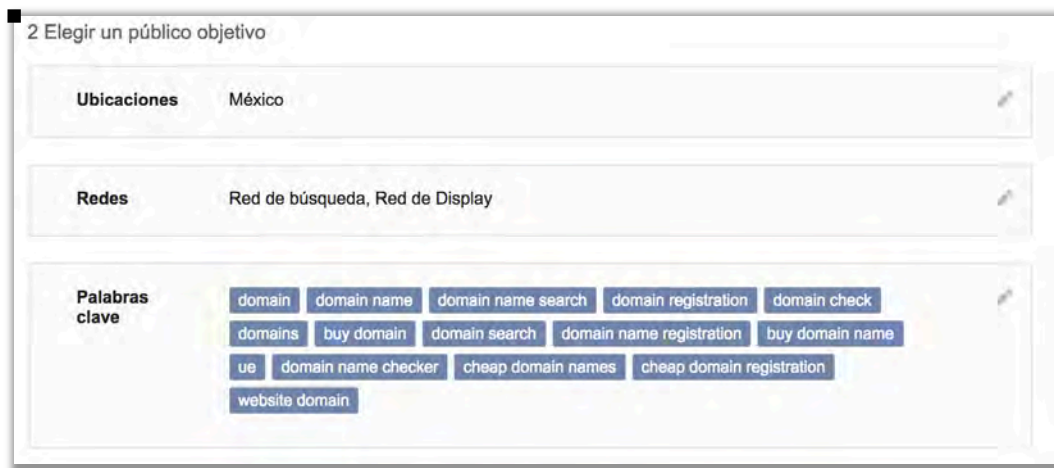 2 Elegir un público objetivo
Ubicaciones México
Redes Red de búsqueda, Red de Display
Palabras clave domain domain name domain name search domain registration domain check
domains buy domain domain search domain name registration buy domain name
ue domain name checker cheap domain names cheap domain registration
website domain